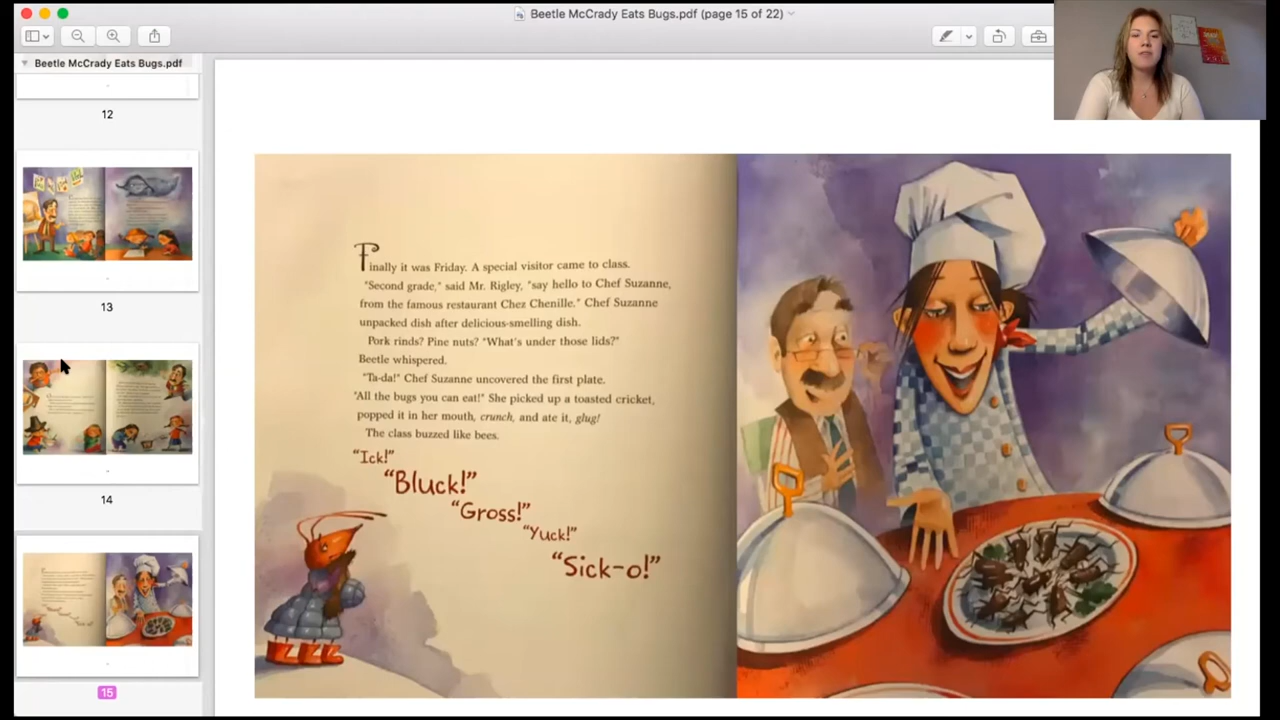 Beetle McCrady Eats Bugs.pdf (page 15 of 22)
Beetle McCrady Eats Bugs.pdf
12
13
14
15
Finally it was Friday. A special visitor came to class.
"Second grade," said Mr. Rigley, "say hello to Chef Suzanne,
from the famous restaurant Chez Chenille." Chef Suzanne
unpacked dish after delicious-smelling dish.
Pork rinds? Pine nuts? "What's under those lids?"
Beetle whispered.
"Ta-da!" Chef Suzanne uncovered the first plate.
"All the bugs you can eat!" She picked up a toasted cricket,
popped it in her mouth, crunch, and ate it, glug!
The class buzzed like bees.
"Ick!"
"Bluck!"
"Gross!"
"Yuck!"
"Sick-o!"